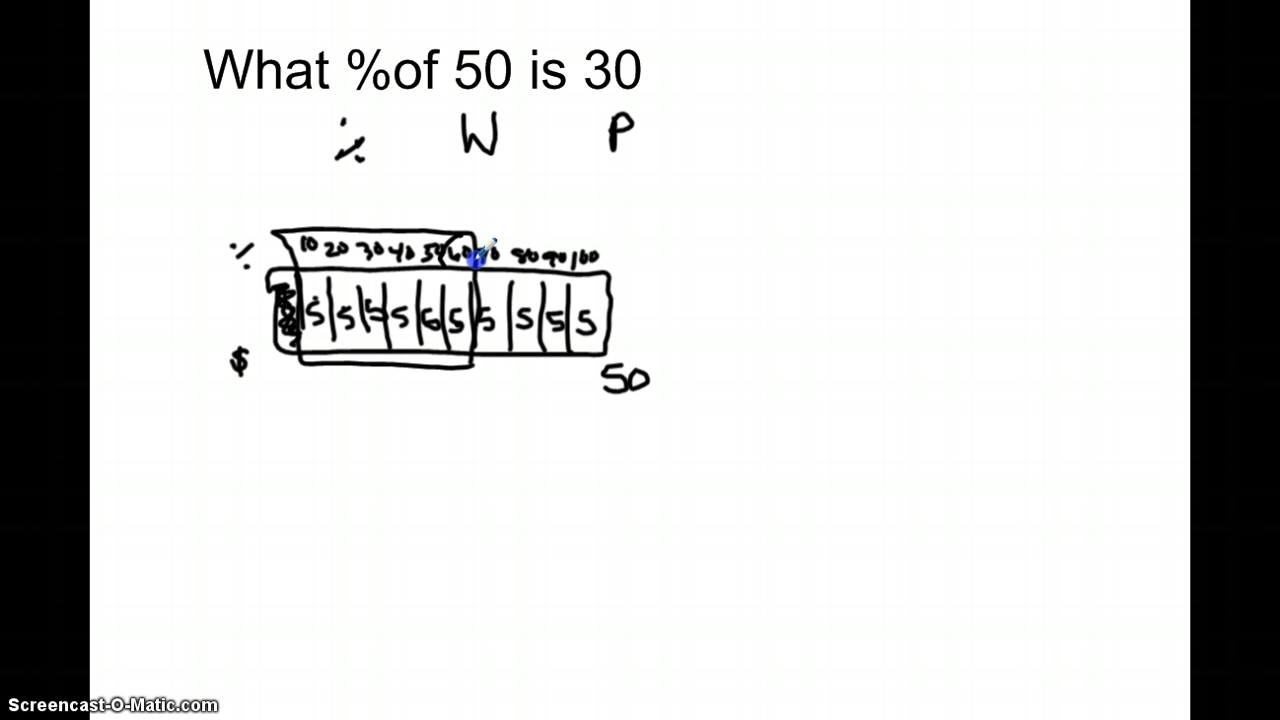 What %of 50 is 30
% W P
% 10 20 30 40 50 60 70 80 90 100
5 5 5 5 5 5 5 5 5 5
$
50
Screencast-O-Matic.com